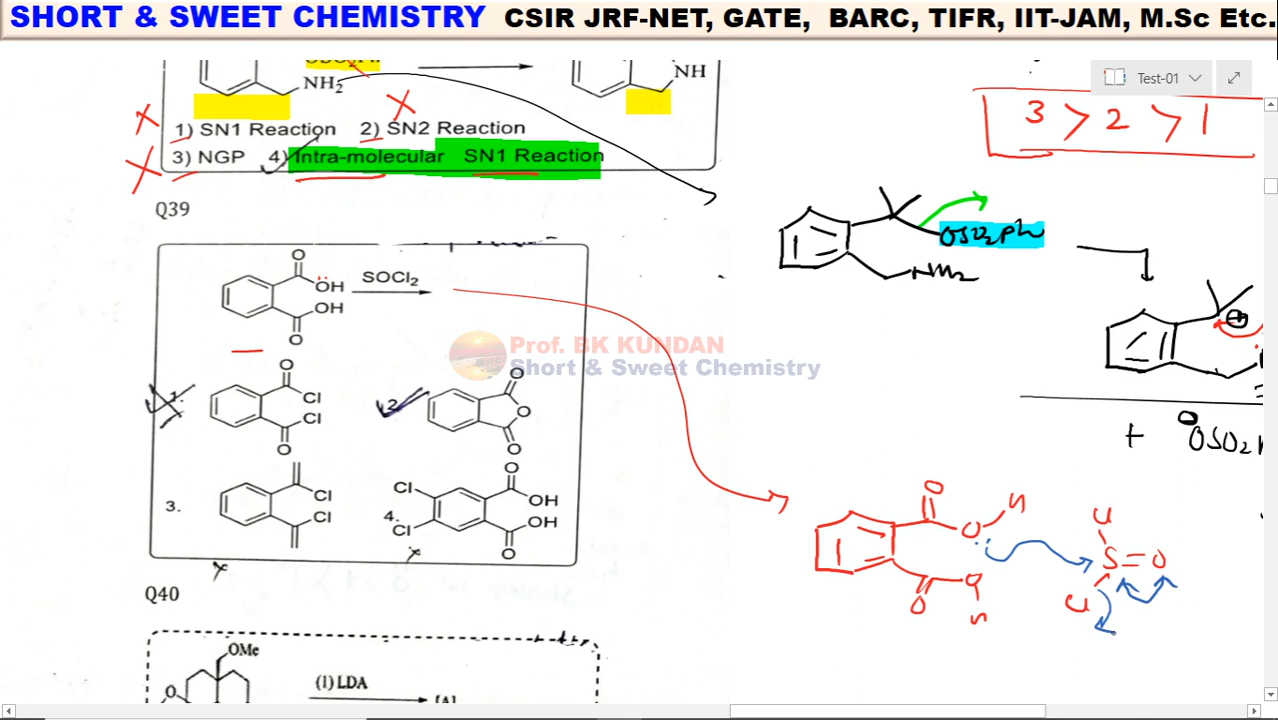 SHORT & SWEET CHEMISTRY CSIR JRF-NET, GATE, BARC, TIFR, IIT-JAM, M.Sc Etc.
NH2
NH
Test-01
3 > 2 > 1
1) SN1 Reaction 2) SN2 Reaction
3) NGP 4) Intra-molecular SN1 Reaction
Q39
OSO2Ph
NH2
O
OH
SOCl2
OH
O
Prof. BK KUNDAN
Short & Sweet Chemistry
1.
O
Cl
Cl
O
2
O
O
O
+ OSO2
3.
Cl
Cl
4.
Cl
Cl
O
OH
OH
O
O
O
H
Cl
S=O
Cl
O
O
H
Q40
OMe
O
(1) LDA
[A]